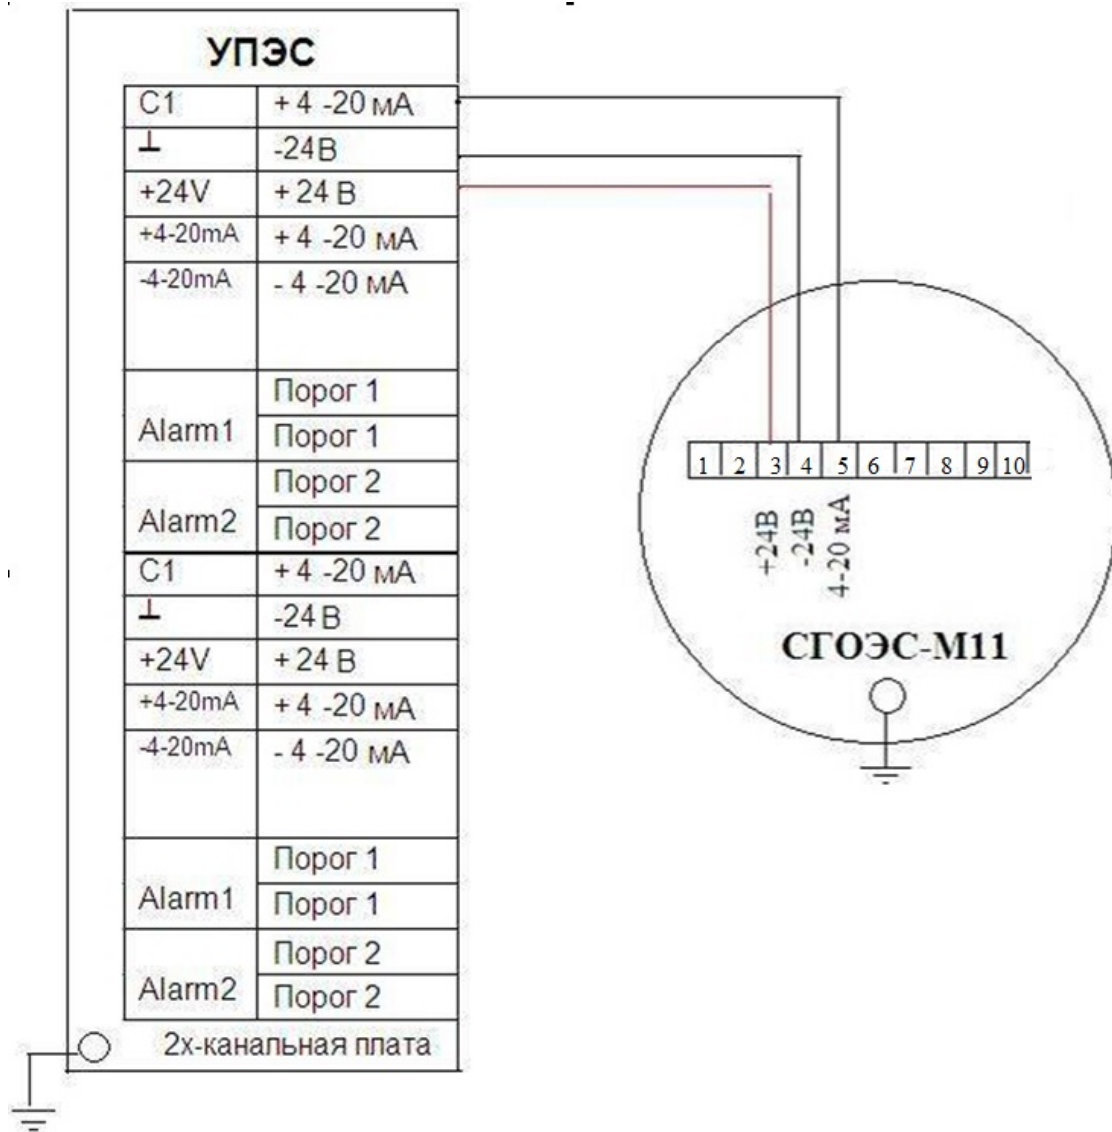 УПЭС
C1 +4 -20 мА
⊥ -24В
+24V +24 В
+4-20mA +4 -20 мА
-4-20mA - 4 -20 мА
Порог 1
Alarm1 Порог 1
Порог 2
Alarm2 Порог 2
C1 +4 -20 мА
⊥ -24 В
+24V +24 В
+4-20mA +4 -20 мА
-4-20mA - 4 -20 мА
Порог 1
Alarm1 Порог 1
Порог 2
Alarm2 Порог 2
2х-канальная плата
1 2 3 4 5 6 7 8 9 10
+24В
-24В
4-20 мА
СГОЭС-М11